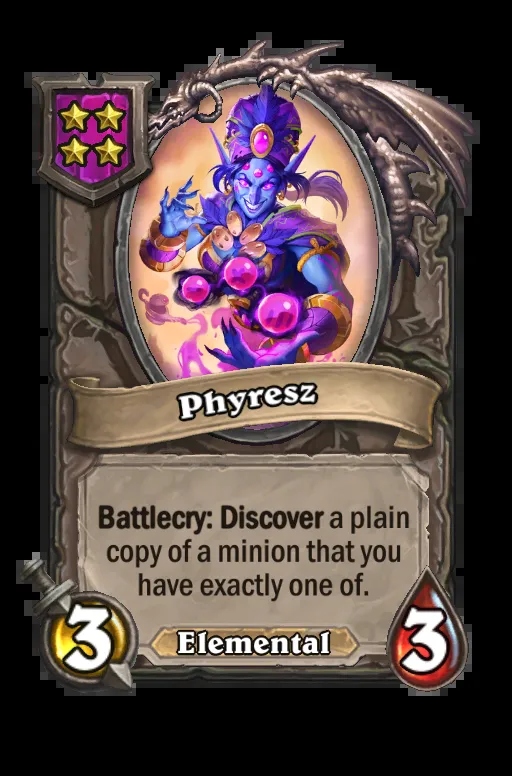 Phyresz
Battlecry: Discover a plain
copy of a minion that you
have exactly one of.
3
Elemental
3